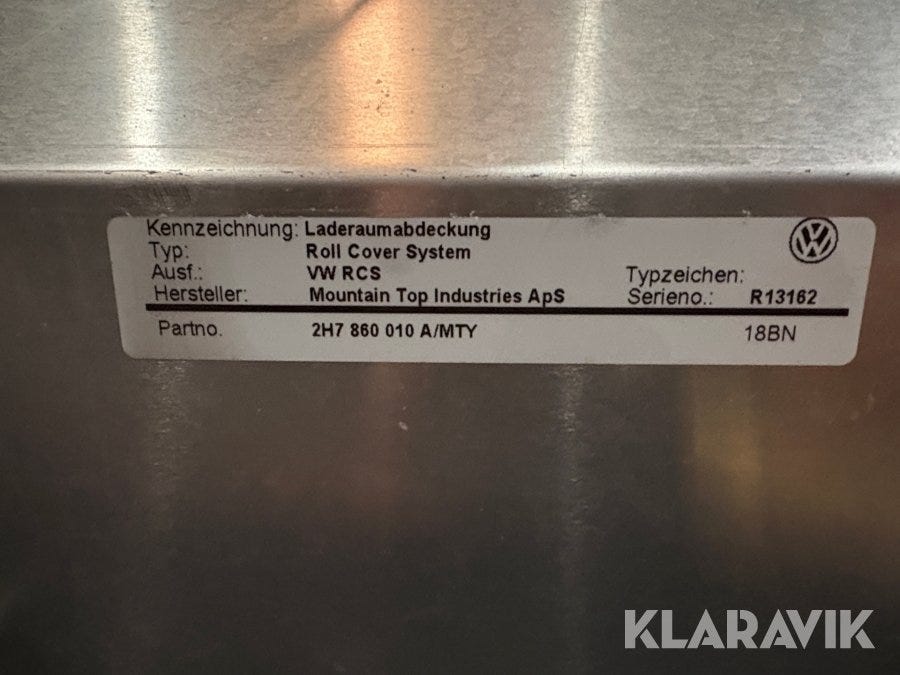 Kennzeichnung: Laderaumabdeckung
Typ: Roll Cover System
Ausf.: VW RCS Typzeichen:
Hersteller: Mountain Top Industries ApS Serieno.: R13162
Partno. 2H7 860 010 A/MTY 18BN
KLARAVIK